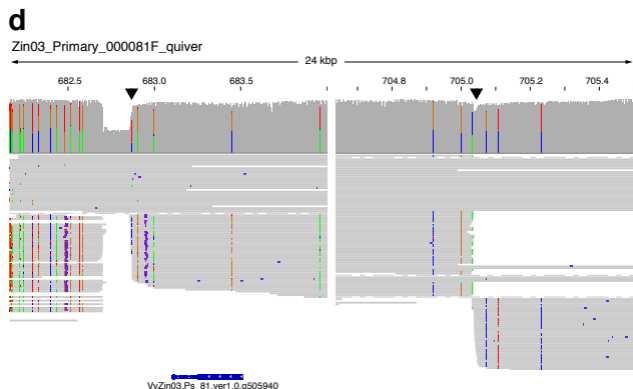 d
Zin03_Primary_000081F_quiver
24 kbp
682.5 683.0 683.5 704.8 705.0 705.2 705.4
VvZin03.Ps_81.ver1.0.g505940